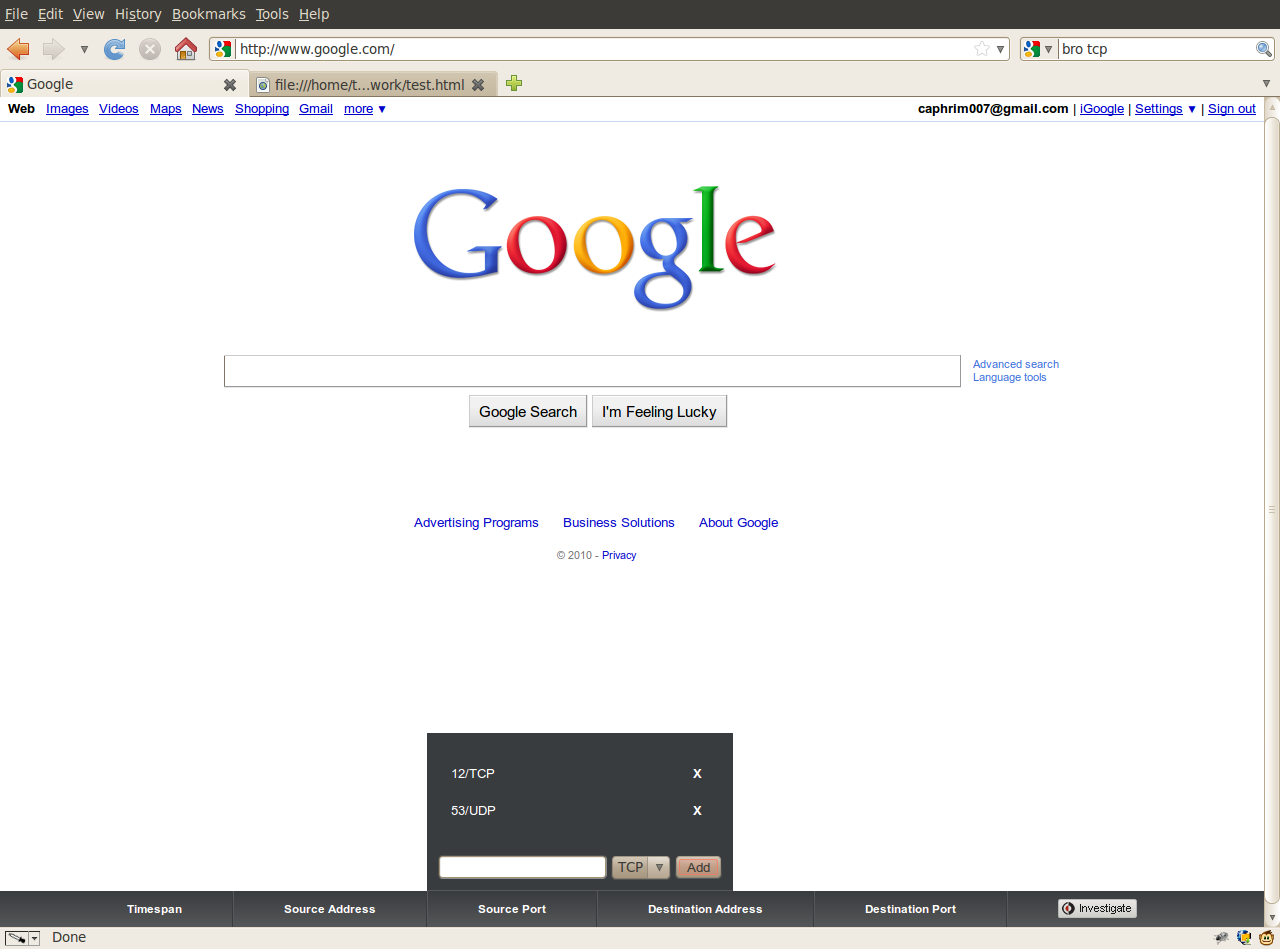 File Edit View History Bookmarks Tools Help
http://www.google.com/ bro tcp
Google file:///home/t...work/test.html
Web Images Videos Maps News Shopping Gmail more ▼ caphrim007@gmail.com | iGoogle | Settings ▼ | Sign out
Google
Advanced search
Language tools
Google Search I'm Feeling Lucky
Advertising Programs Business Solutions About Google
© 2010 - Privacy
12/TCP X
53/UDP X
TCP Add
Timespan Source Address Source Port Destination Address Destination Port Investigate
Done